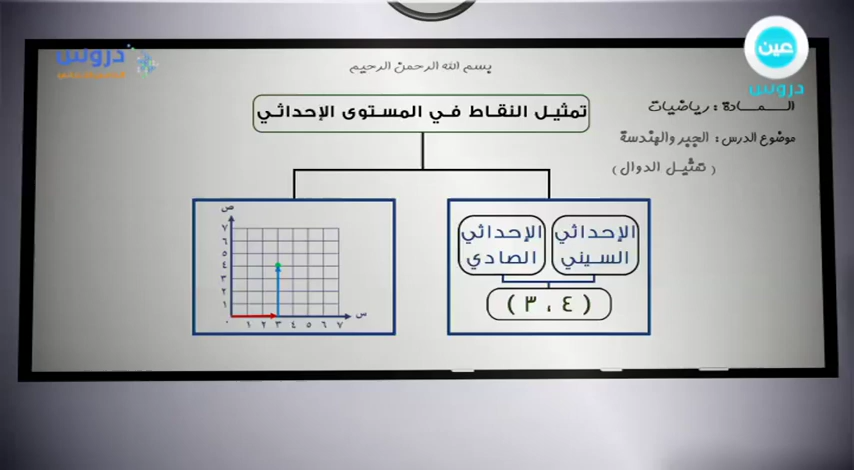 دروس
عين
دروس
بسم الله الرحمن الرحيم
الـــمـــادة : رياضيات
موضوع الدرس : الجبر والهندسة
( تمثيل الدوال )
تمثيل النقاط في المستوى الإحداثي
الإحداثي السيني
الإحداثي الصادي
( ٤ ، ٣ )
ص
٧
٦
٥
٤
٣
٢
١
٠ ١ ٢ ٣ ٤ ٥ ٦ ٧
س